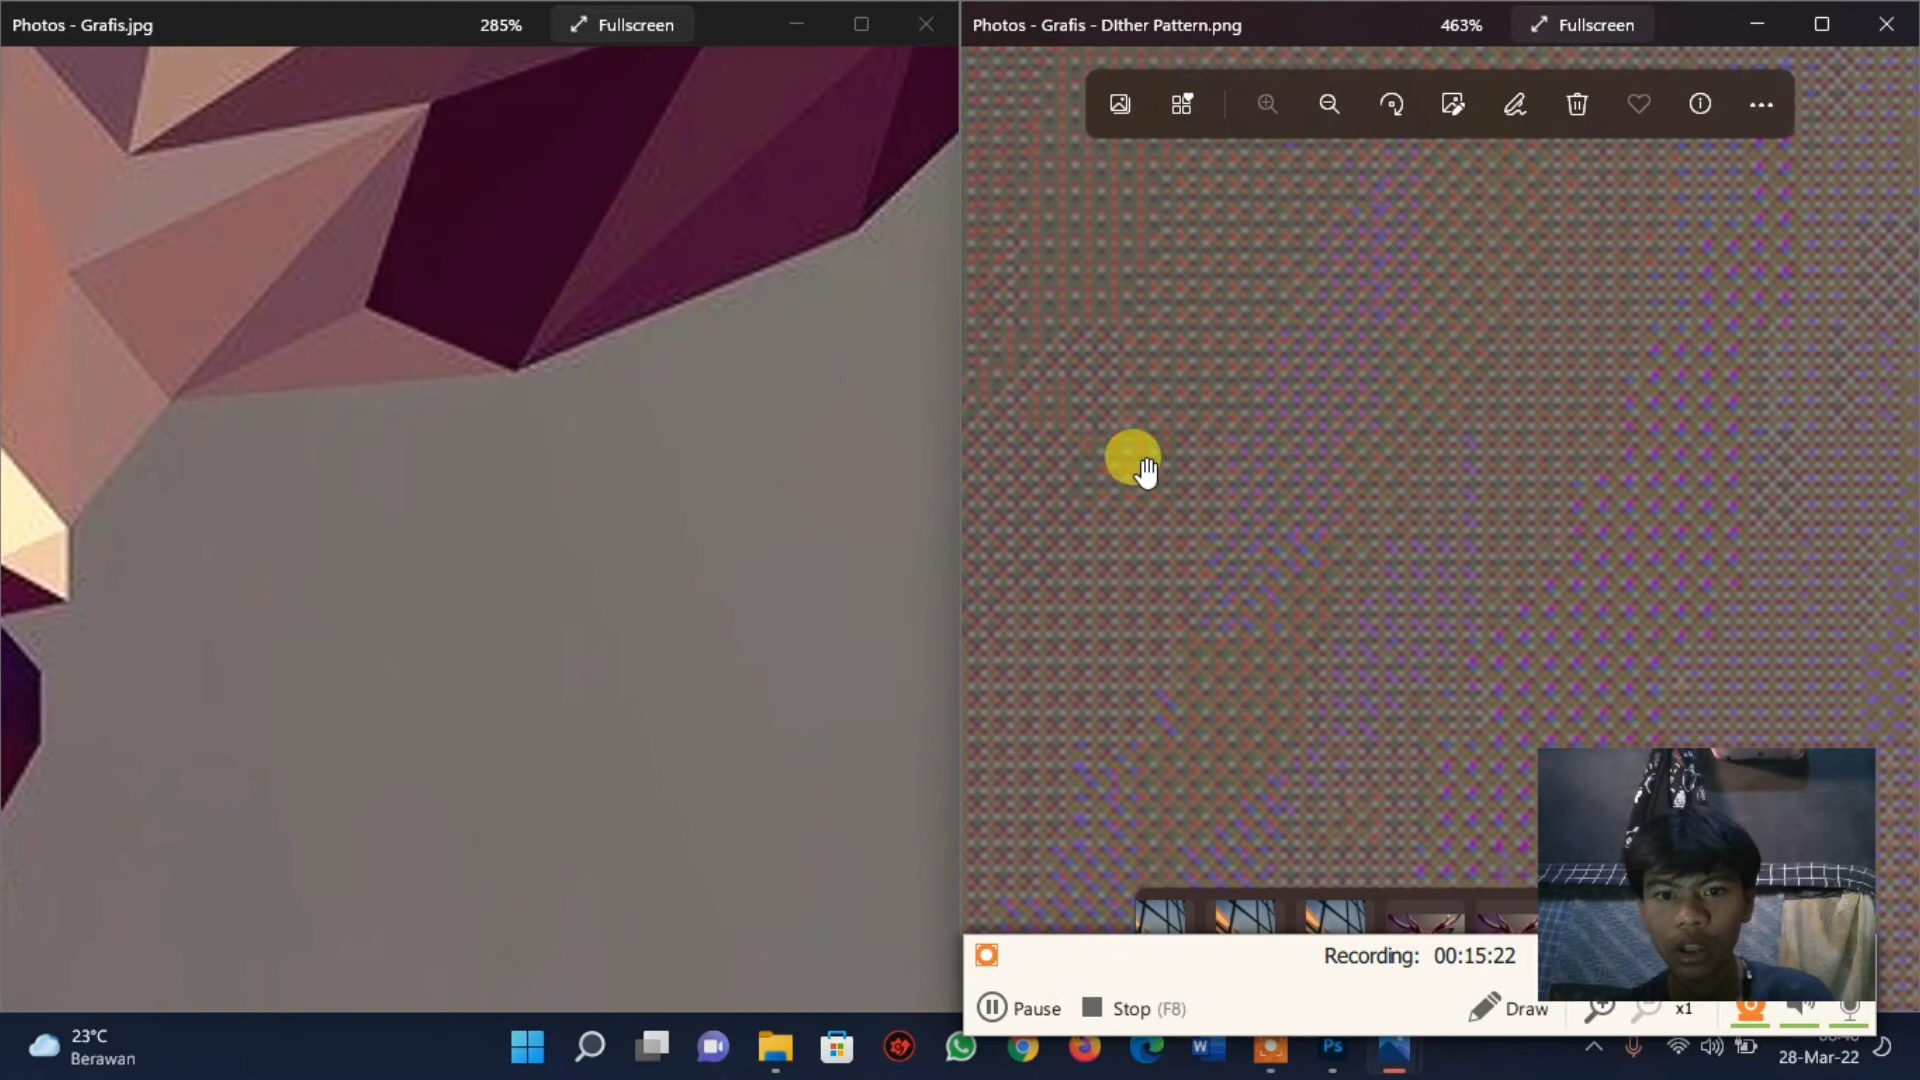 Photos - Grafis.jpg
285%
Fullscreen
Photos - Grafis - DIther Pattern.png
463%
Fullscreen
Recording: 00:15:22
Pause
Stop (F8)
Draw
x1
23°C
Berawan
Ps
28-Mar-22